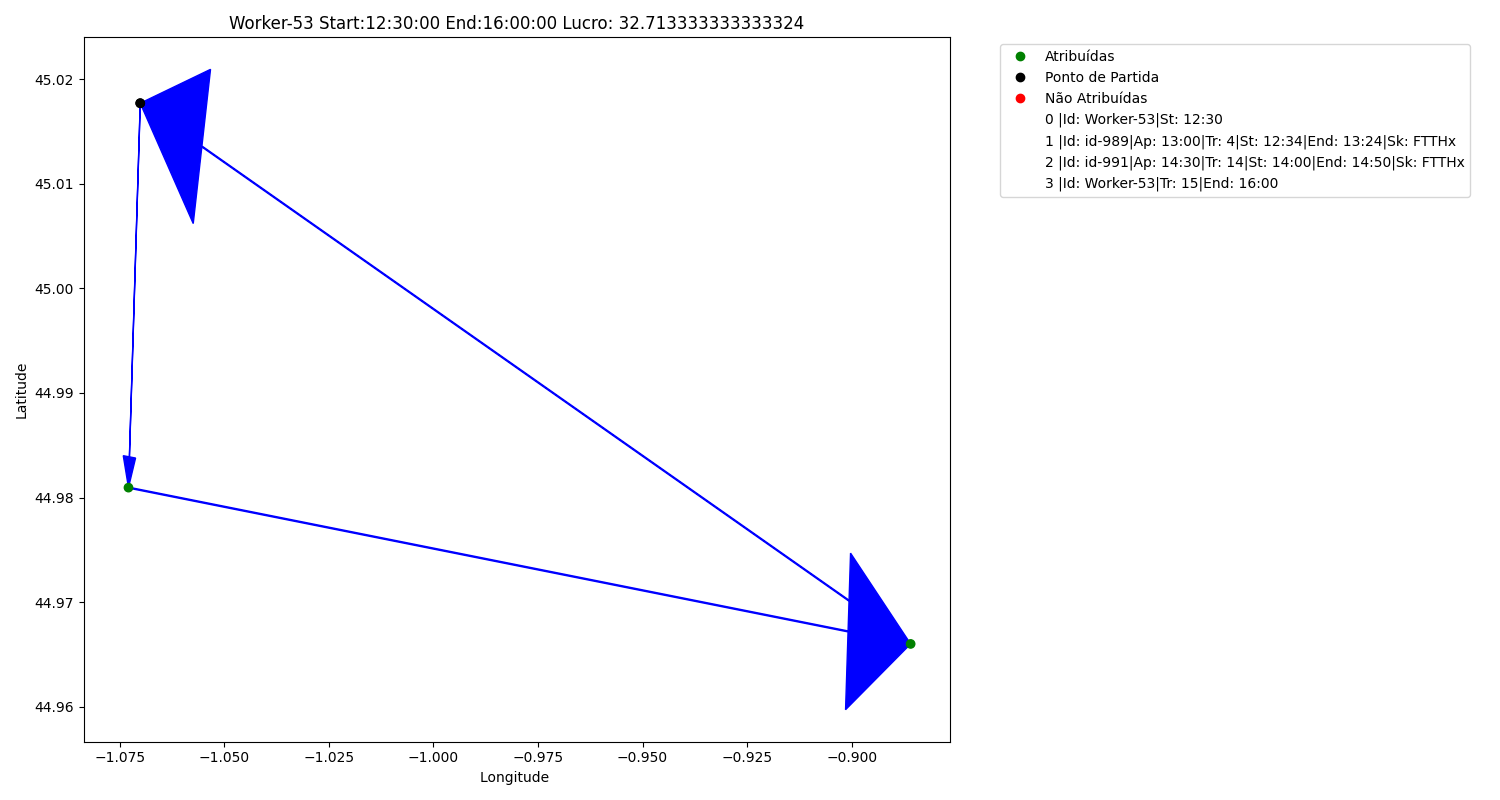 Worker-53 Start:12:30:00 End:16:00:00 Lucro: 32.713333333333324
45.02
45.01
45.00
44.99
44.98
44.97
44.96
Latitude
−1.075
−1.050
−1.025
−1.000
−0.975
−0.950
−0.925
−0.900
Longitude
Atribuídas
Ponto de Partida
Não Atribuídas
0 |Id: Worker-53|St: 12:30
1 |Id: id-989|Ap: 13:00|Tr: 4|St: 12:34|End: 13:24|Sk: FTTHx
2 |Id: id-991|Ap: 14:30|Tr: 14|St: 14:00|End: 14:50|Sk: FTTHx
3 |Id: Worker-53|Tr: 15|End: 16:00